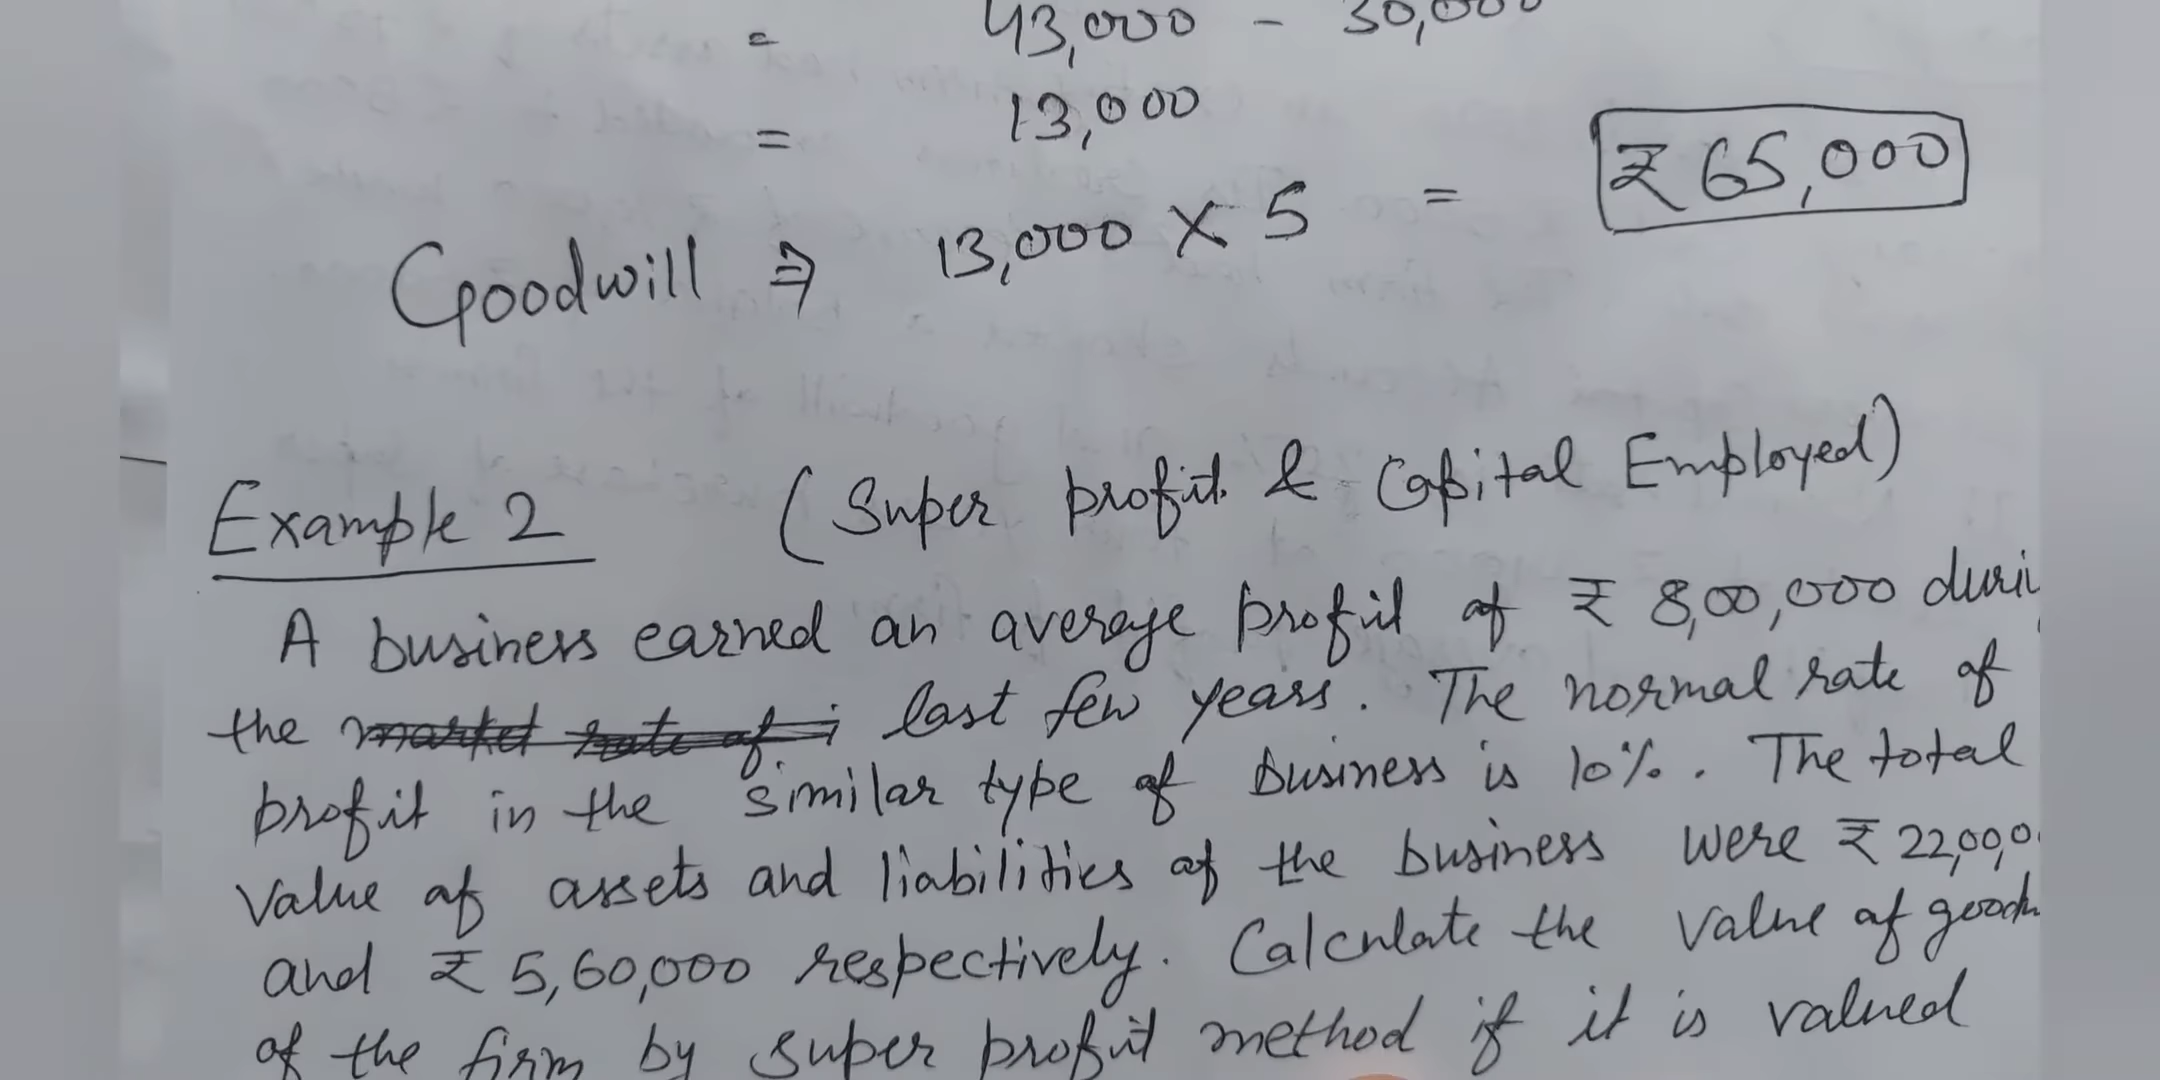 = 43,000 - 30,000
= 13,000
Goodwill ⇒ 13,000 × 5 = ₹ 65,000
Example 2 (Super profit & Capital Employed)
A business earned an average profit of ₹ 8,00,000 duri
the market rate of i last few years. The normal rate of
profit in the similar type of business is 10%. The total
Value of assets and liabilities of the business were ₹ 22,00,0
and ₹ 5,60,000 respectively. Calculate the value of good
of the firm by super profit method if it is valued